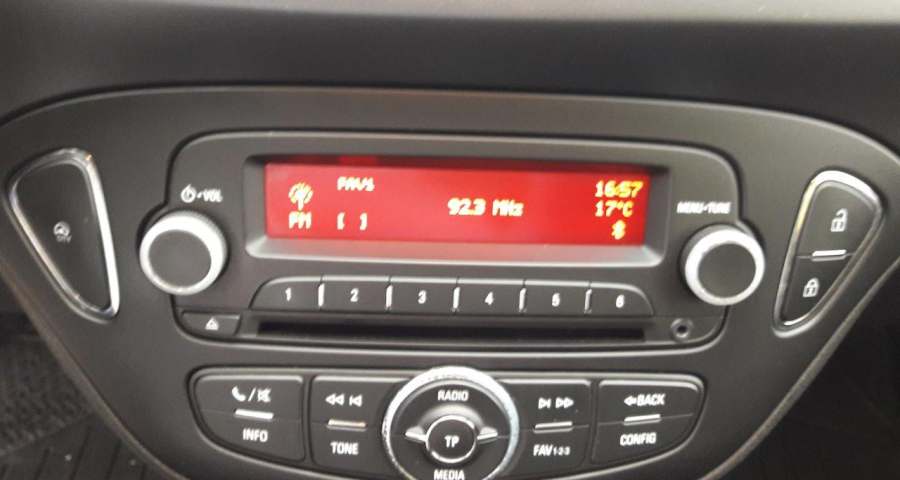 FAV1
16:57
92.3 MHz
17°C
FM
[ ]
VOL
MENU-TUNE
1 2 3 4 5 6
RADIO
INFO
TONE
TP
MEDIA
FAV1-2-3
BACK
CONFIG